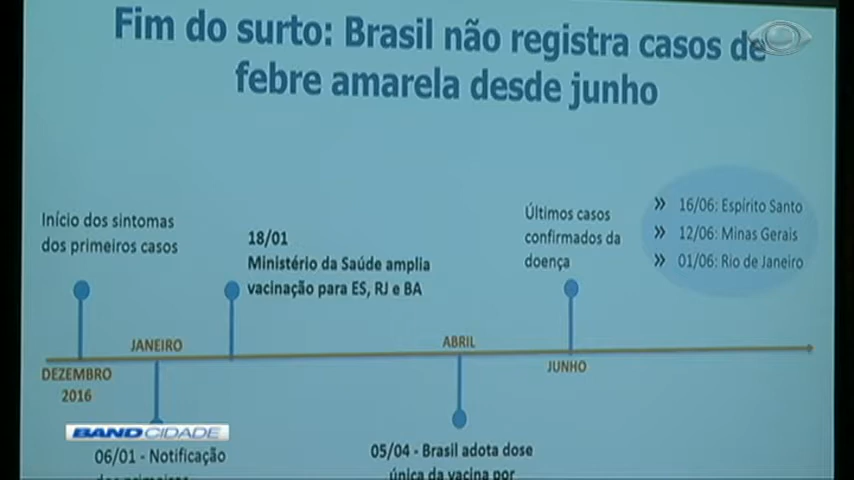 Fim do surto: Brasil não registra casos de
febre amarela desde junho
Início dos sintomas
dos primeiros casos
18/01
Ministério da Saúde amplia
vacinação para ES, RJ e BA
Últimos casos
confirmados da
doença
» 16/06: Espírito Santo
» 12/06: Minas Gerais
» 01/06: Rio de Janeiro
JANEIRO
ABRIL
DEZEMBRO
2016
JUNHO
BAND CIDADE
06/01 - Notificação
05/04 - Brasil adota dose
única da vacina por